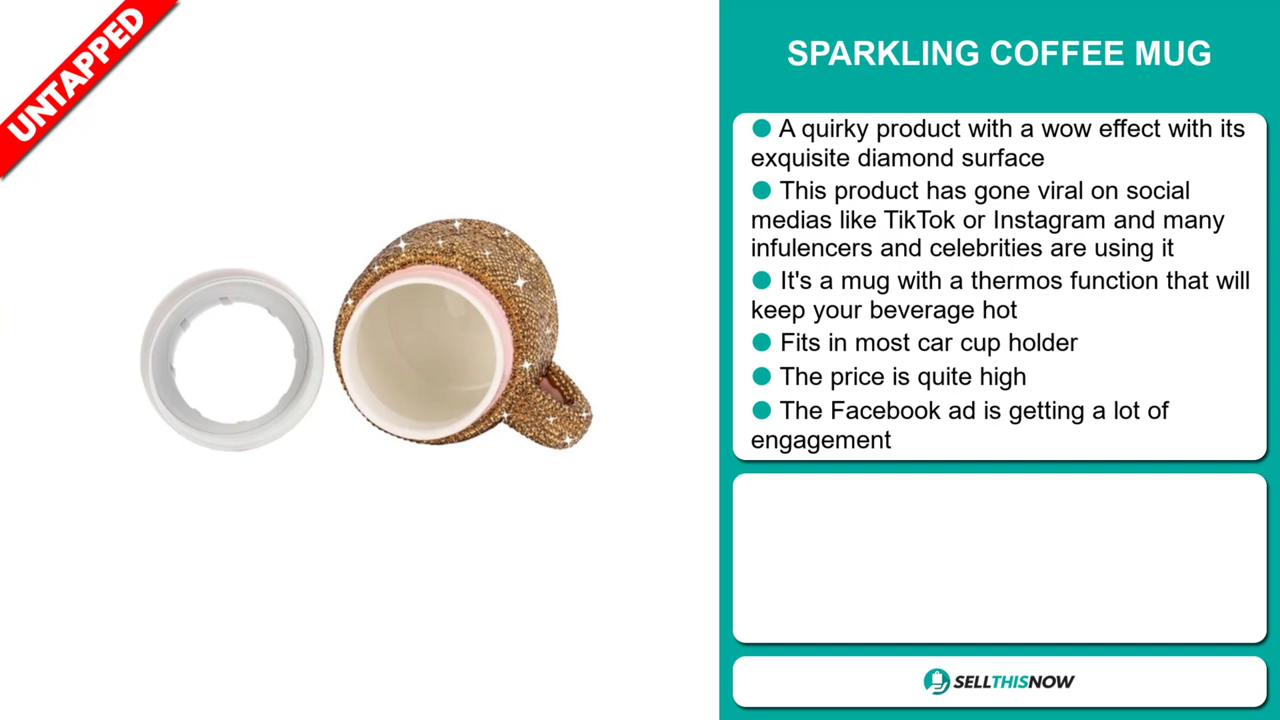 UNTAPPED
SPARKLING COFFEE MUG
● A quirky product with a wow effect with its
exquisite diamond surface
● This product has gone viral on social
medias like TikTok or Instagram and many
infulencers and celebrities are using it
● It's a mug with a thermos function that will
keep your beverage hot
● Fits in most car cup holder
● The price is quite high
● The Facebook ad is getting a lot of
engagement
SELLTHISNOW